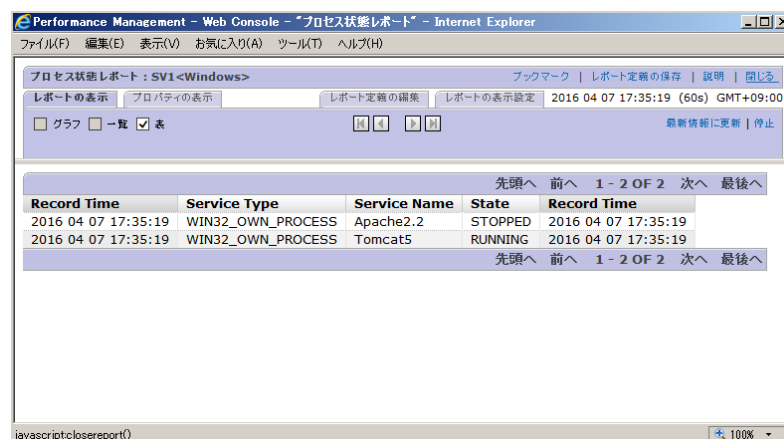 Performance Management - Web Console - "プロセス状態レポート" - Internet Explorer
ファイル(F) 編集(E) 表示(V) お気に入り(A) ツール(T) ヘルプ(H)
プロセス状態レポート : SV1<Windows> ブックマーク | レポート定義の保存 | 説明 | 閉じる
レポートの表示 プロパティの表示 レポート定義の編集 レポートの表示設定 2016 04 07 17:35:19 (60s) GMT+09:00
グラフ 一覧 表 最新情報に更新 | 停止
先頭へ 前へ 1 - 2 OF 2 次へ 最後へ
Record Time Service Type Service Name State Record Time
2016 04 07 17:35:19 WIN32_OWN_PROCESS Apache2.2 STOPPED 2016 04 07 17:35:19
2016 04 07 17:35:19 WIN32_OWN_PROCESS Tomcat5 RUNNING 2016 04 07 17:35:19
先頭へ 前へ 1 - 2 OF 2 次へ 最後へ
javascript:closereport() 100%